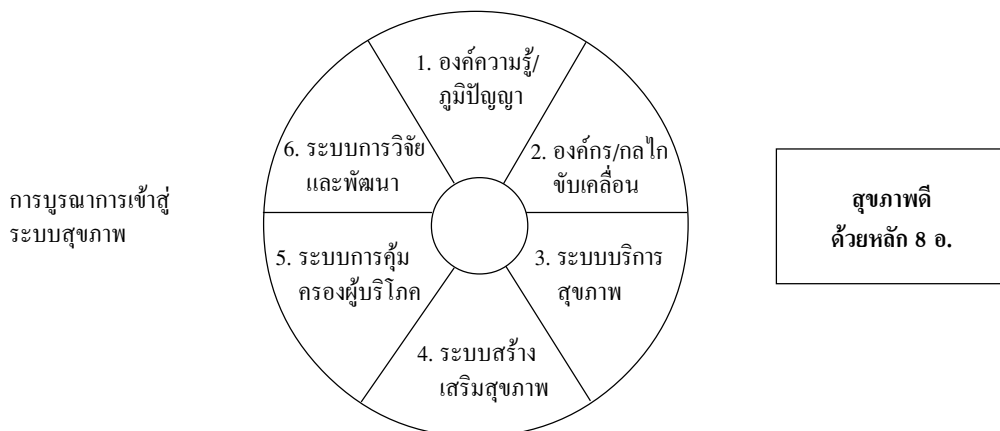 การบูรณาการเข้าสู่
ระบบสุขภาพ
1. องค์ความรู้/
ภูมิปัญญา
2. องค์กร/กลไก
ขับเคลื่อน
3. ระบบบริการ
สุขภาพ
4. ระบบสร้าง
เสริมสุขภาพ
5. ระบบการคุ้ม
ครองผู้บริโภค
6. ระบบการวิจัย
และพัฒนา
สุขภาพดี
ด้วยหลัก 8 อ.